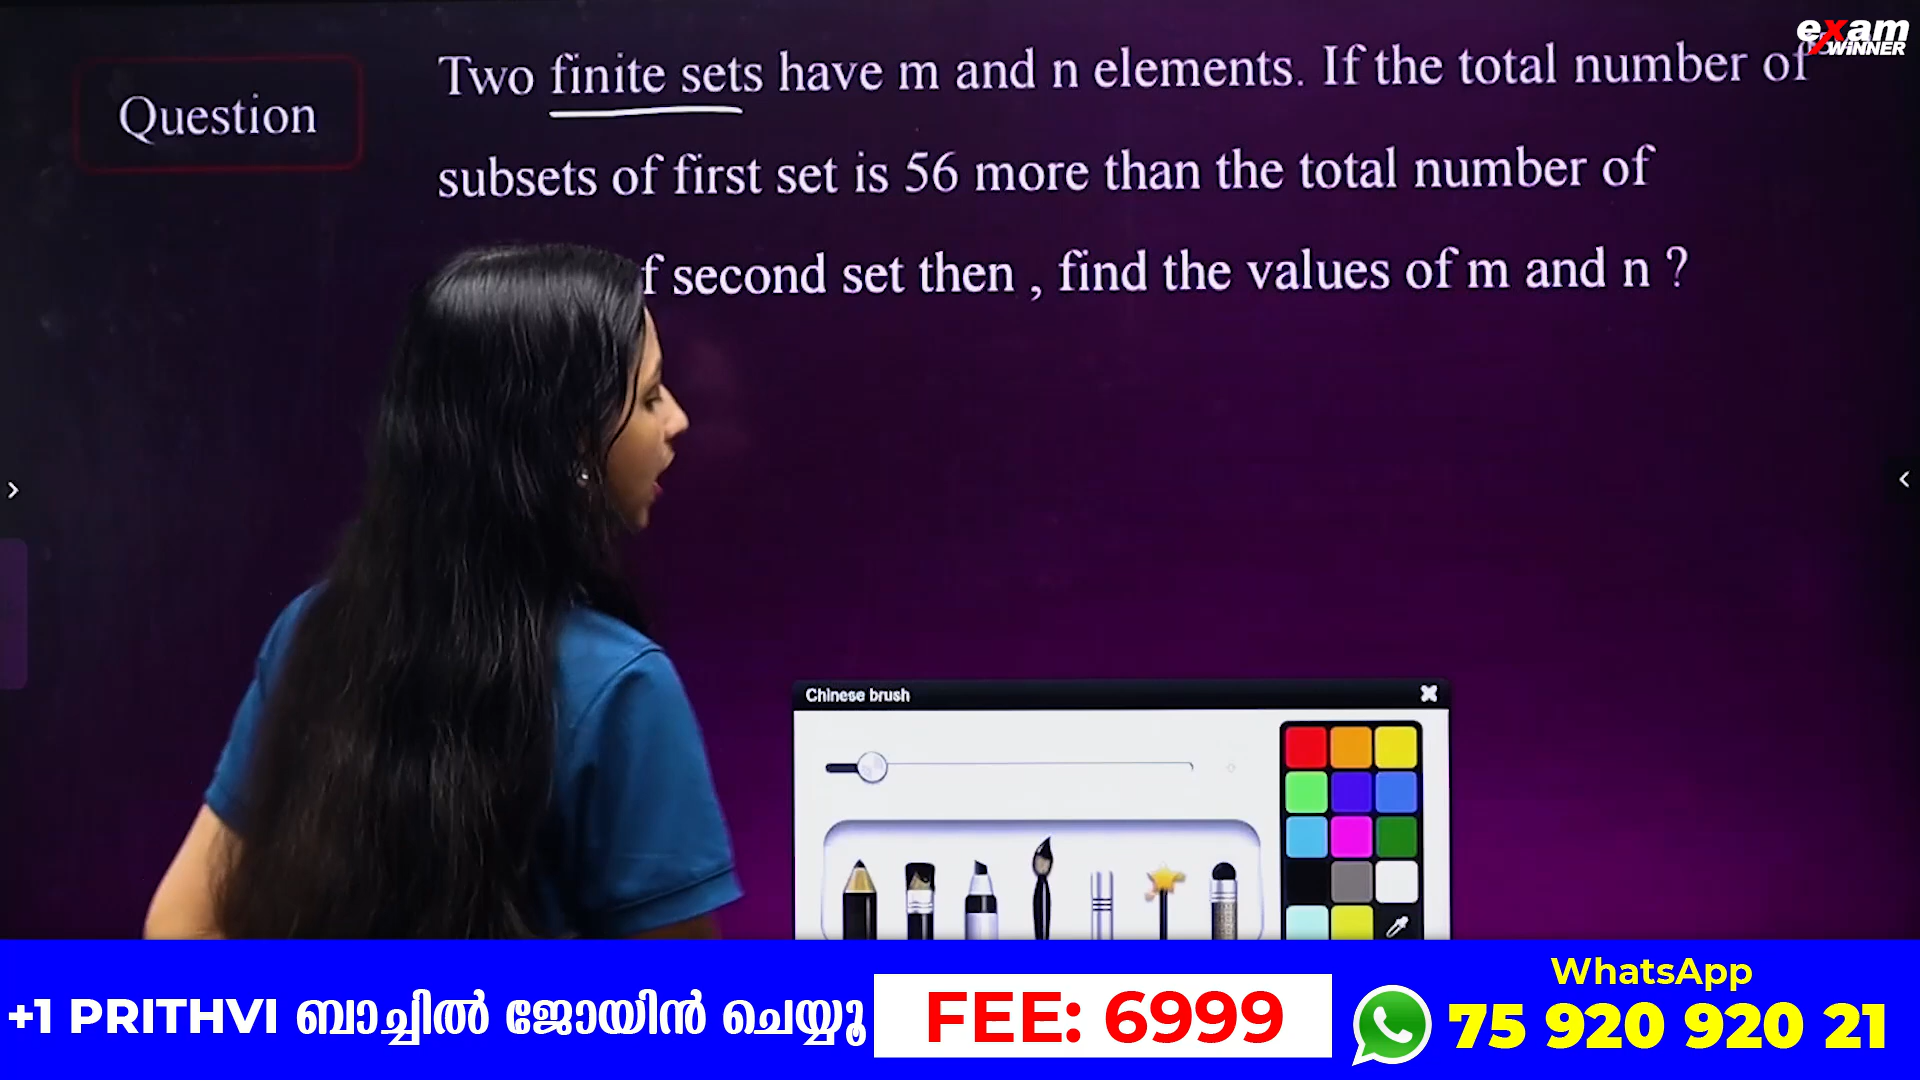 exam
WINNER
Question
Two finite sets have m and n elements. If the total number of
subsets of first set is 56 more than the total number of
f second set then , find the values of m and n ?
Chinese brush
+1 PRITHVI ബാച്ചിൽ ജോയിൻ ചെയ്യൂ
FEE: 6999
WhatsApp
75 920 920 21